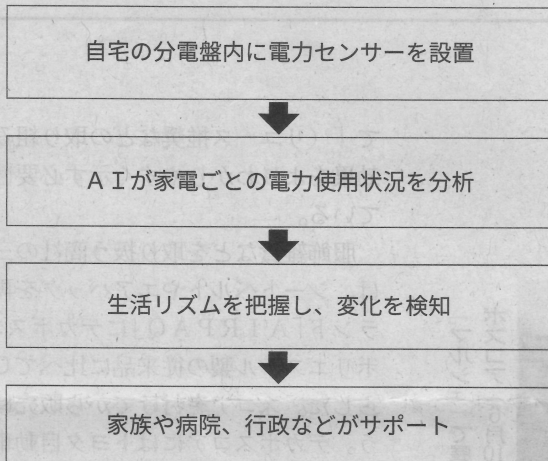 自宅の分電盤内に電力センサーを設置
ＡＩが家電ごとの電力使用状況を分析
生活リズムを把握し、変化を検知
家族や病院、行政などがサポート